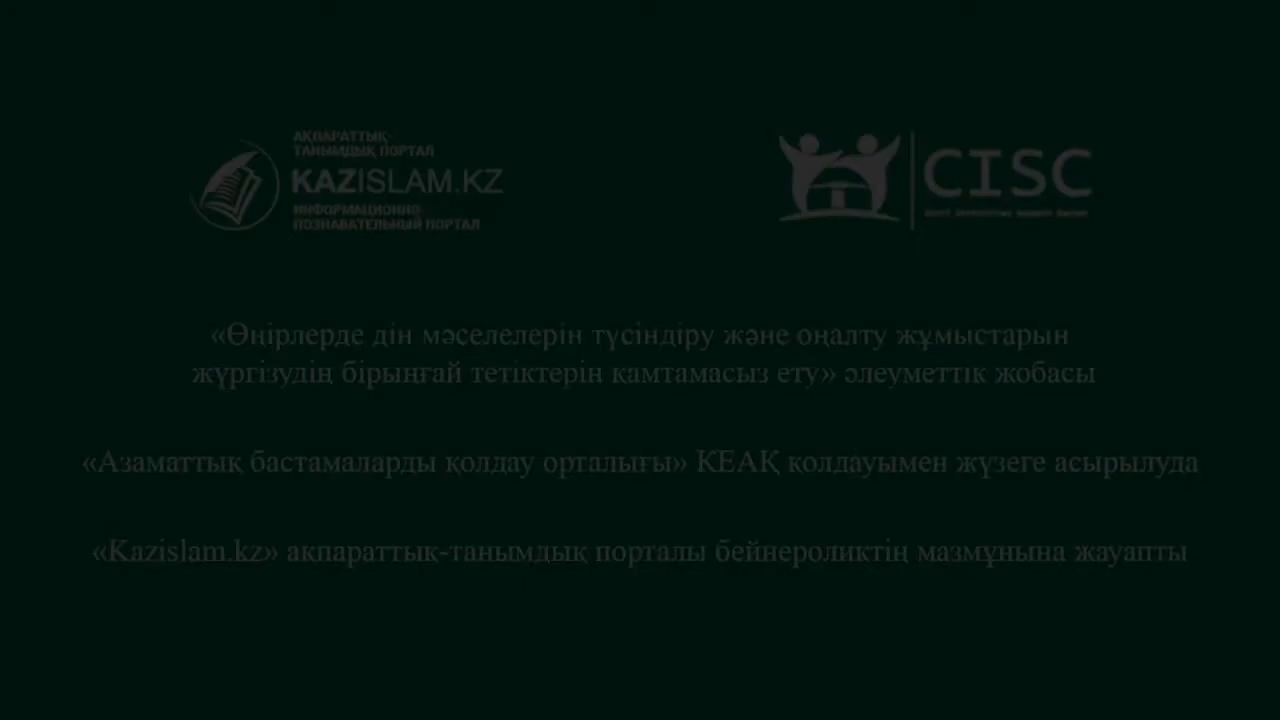 АҚПАРАТТЫҚ-
ТАНЫМДЫҚ ПОРТАЛ
KAZISLAM.KZ
ИНФОРМАЦИОННО-
ПОЗНАВАТЕЛЬНЫЙ ПОРТАЛ
CISC
«Өңірлерде дін мәселелерін түсіндіру және оңалту жұмыстарын
жүргізудің бірыңғай тетіктерін қамтамасыз ету» әлеуметтік жобасы
«Азаматтық бастамаларды қолдау орталығы» КЕАҚ қолдауымен жүзеге асырылуда
«Kazislam.kz» ақпараттық-танымдық порталы бейнероликтің мазмұнына жауапты